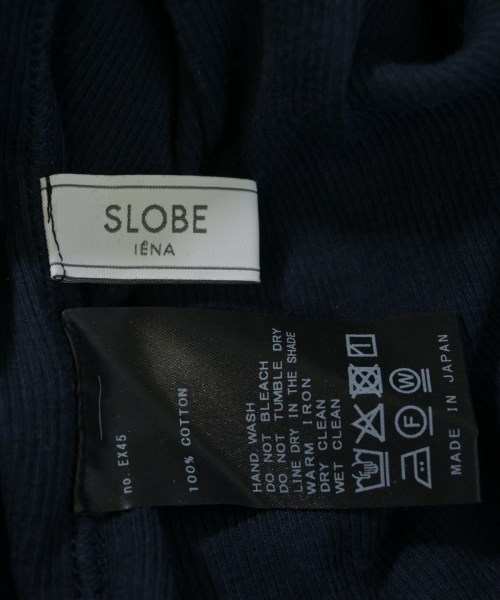 SLOBE
IÉNA
no. EX45
100% COTTON
HAND WASH
DO NOT BLEACH
DO NOT TUMBLE DRY
LINE DRY IN THE SHADE
WARM IRON
DRY CLEAN
WET CLEAN
F W
MADE IN JAPAN